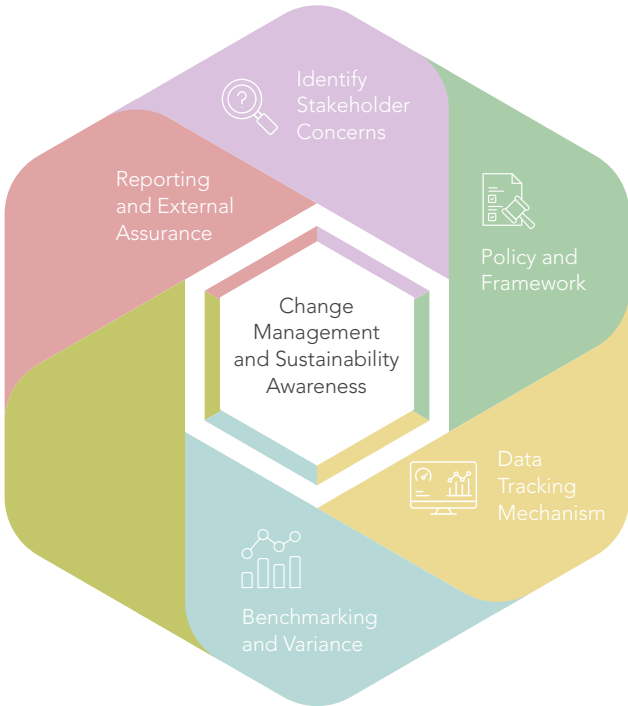 Identify
Stakeholder
Concerns
Policy and
Framework
Data
Tracking
Mechanism
Benchmarking
and Variance
Reporting
and External
Assurance
Change
Management
and Sustainability
Awareness